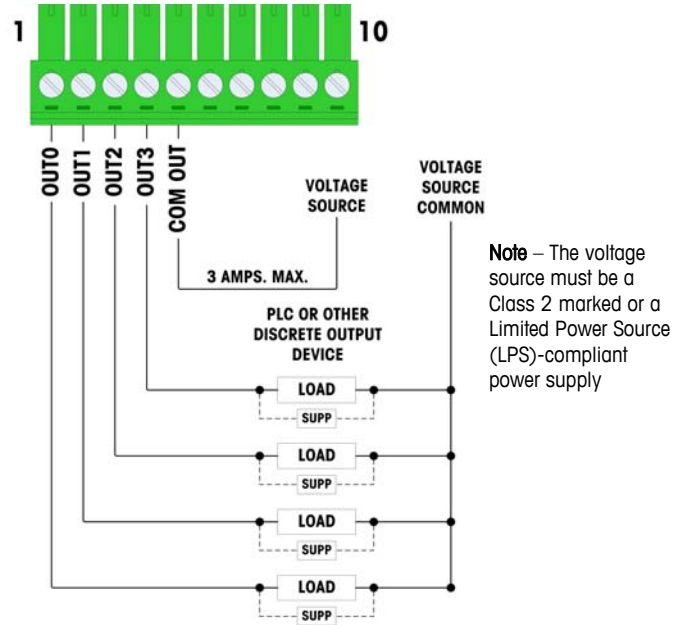 1
10
OUT0
OUT1
OUT2
OUT3
COM OUT
VOLTAGE
SOURCE
VOLTAGE
SOURCE
COMMON
3 AMPS. MAX.
PLC OR OTHER
DISCRETE OUTPUT
DEVICE
LOAD
SUPP
LOAD
SUPP
LOAD
SUPP
LOAD
SUPP
Note – The voltage
source must be a
Class 2 marked or a
Limited Power Source
(LPS)-compliant
power supply